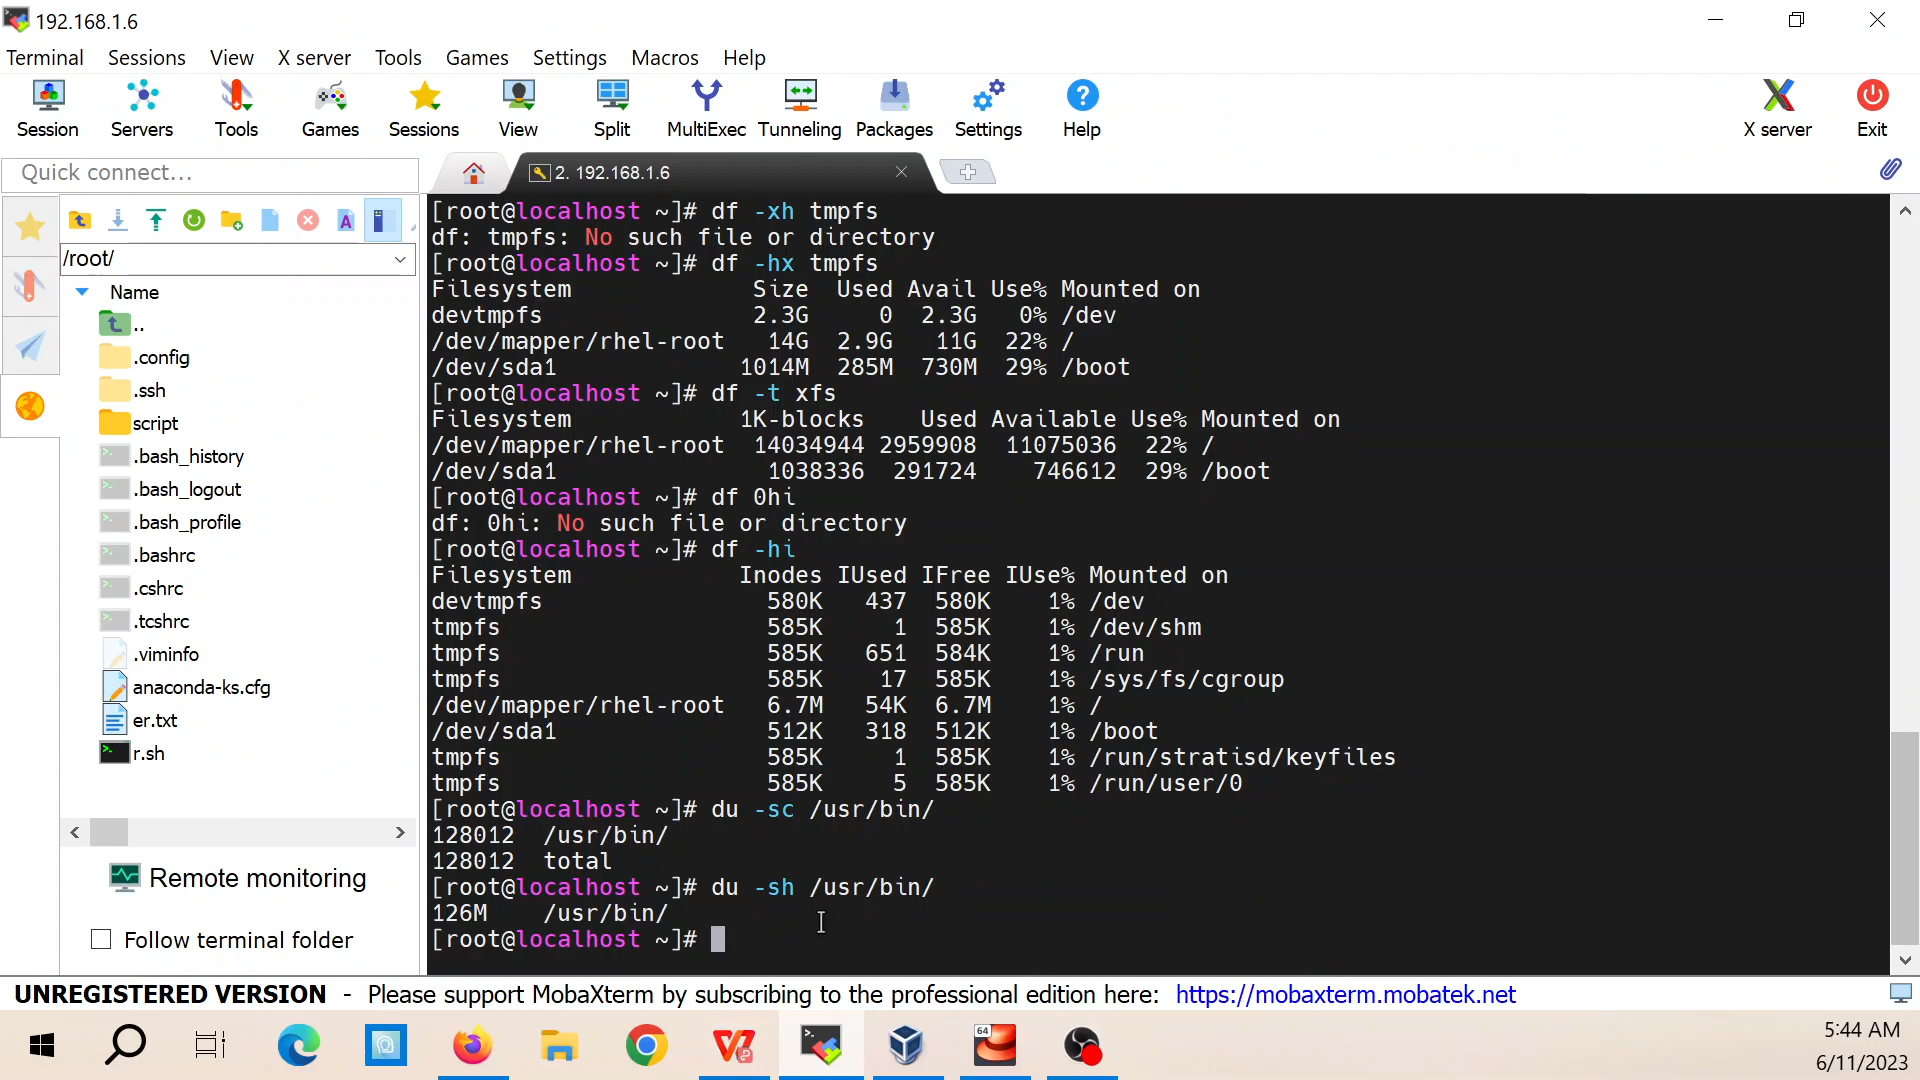 192.168.1.6
Terminal Sessions View X server Tools Games Settings Macros Help
Session Servers Tools Games Sessions View Split MultiExec Tunneling Packages Settings Help X server Exit
Quick connect...
2. 192.168.1.6
/root/
Name
..
.config
.ssh
script
.bash_history
.bash_logout
.bash_profile
.bashrc
.cshrc
.tcshrc
.viminfo
anaconda-ks.cfg
er.txt
r.sh
Remote monitoring
Follow terminal folder
[root@localhost ~]# df -xh tmpfs
df: tmpfs: No such file or directory
[root@localhost ~]# df -hx tmpfs
Filesystem Size Used Avail Use% Mounted on
devtmpfs 2.3G 0 2.3G 0% /dev
/dev/mapper/rhel-root 14G 2.9G 11G 22% /
/dev/sda1 1014M 285M 730M 29% /boot
[root@localhost ~]# df -t xfs
Filesystem 1K-blocks Used Available Use% Mounted on
/dev/mapper/rhel-root 14034944 2959908 11075036 22% /
/dev/sda1 1038336 291724 746612 29% /boot
[root@localhost ~]# df 0hi
df: 0hi: No such file or directory
[root@localhost ~]# df -hi
Filesystem Inodes IUsed IFree IUse% Mounted on
devtmpfs 580K 437 580K 1% /dev
tmpfs 585K 1 585K 1% /dev/shm
tmpfs 585K 651 584K 1% /run
tmpfs 585K 17 585K 1% /sys/fs/cgroup
/dev/mapper/rhel-root 6.7M 54K 6.7M 1% /
/dev/sda1 512K 318 512K 1% /boot
tmpfs 585K 1 585K 1% /run/stratisd/keyfiles
tmpfs 585K 5 585K 1% /run/user/0
[root@localhost ~]# du -sc /usr/bin/
128012 /usr/bin/
128012 total
[root@localhost ~]# du -sh /usr/bin/
126M /usr/bin/
[root@localhost ~]#
UNREGISTERED VERSION - Please support MobaXterm by subscribing to the professional edition here: https://mobaxterm.mobatek.net
64
5:44 AM
6/11/2023